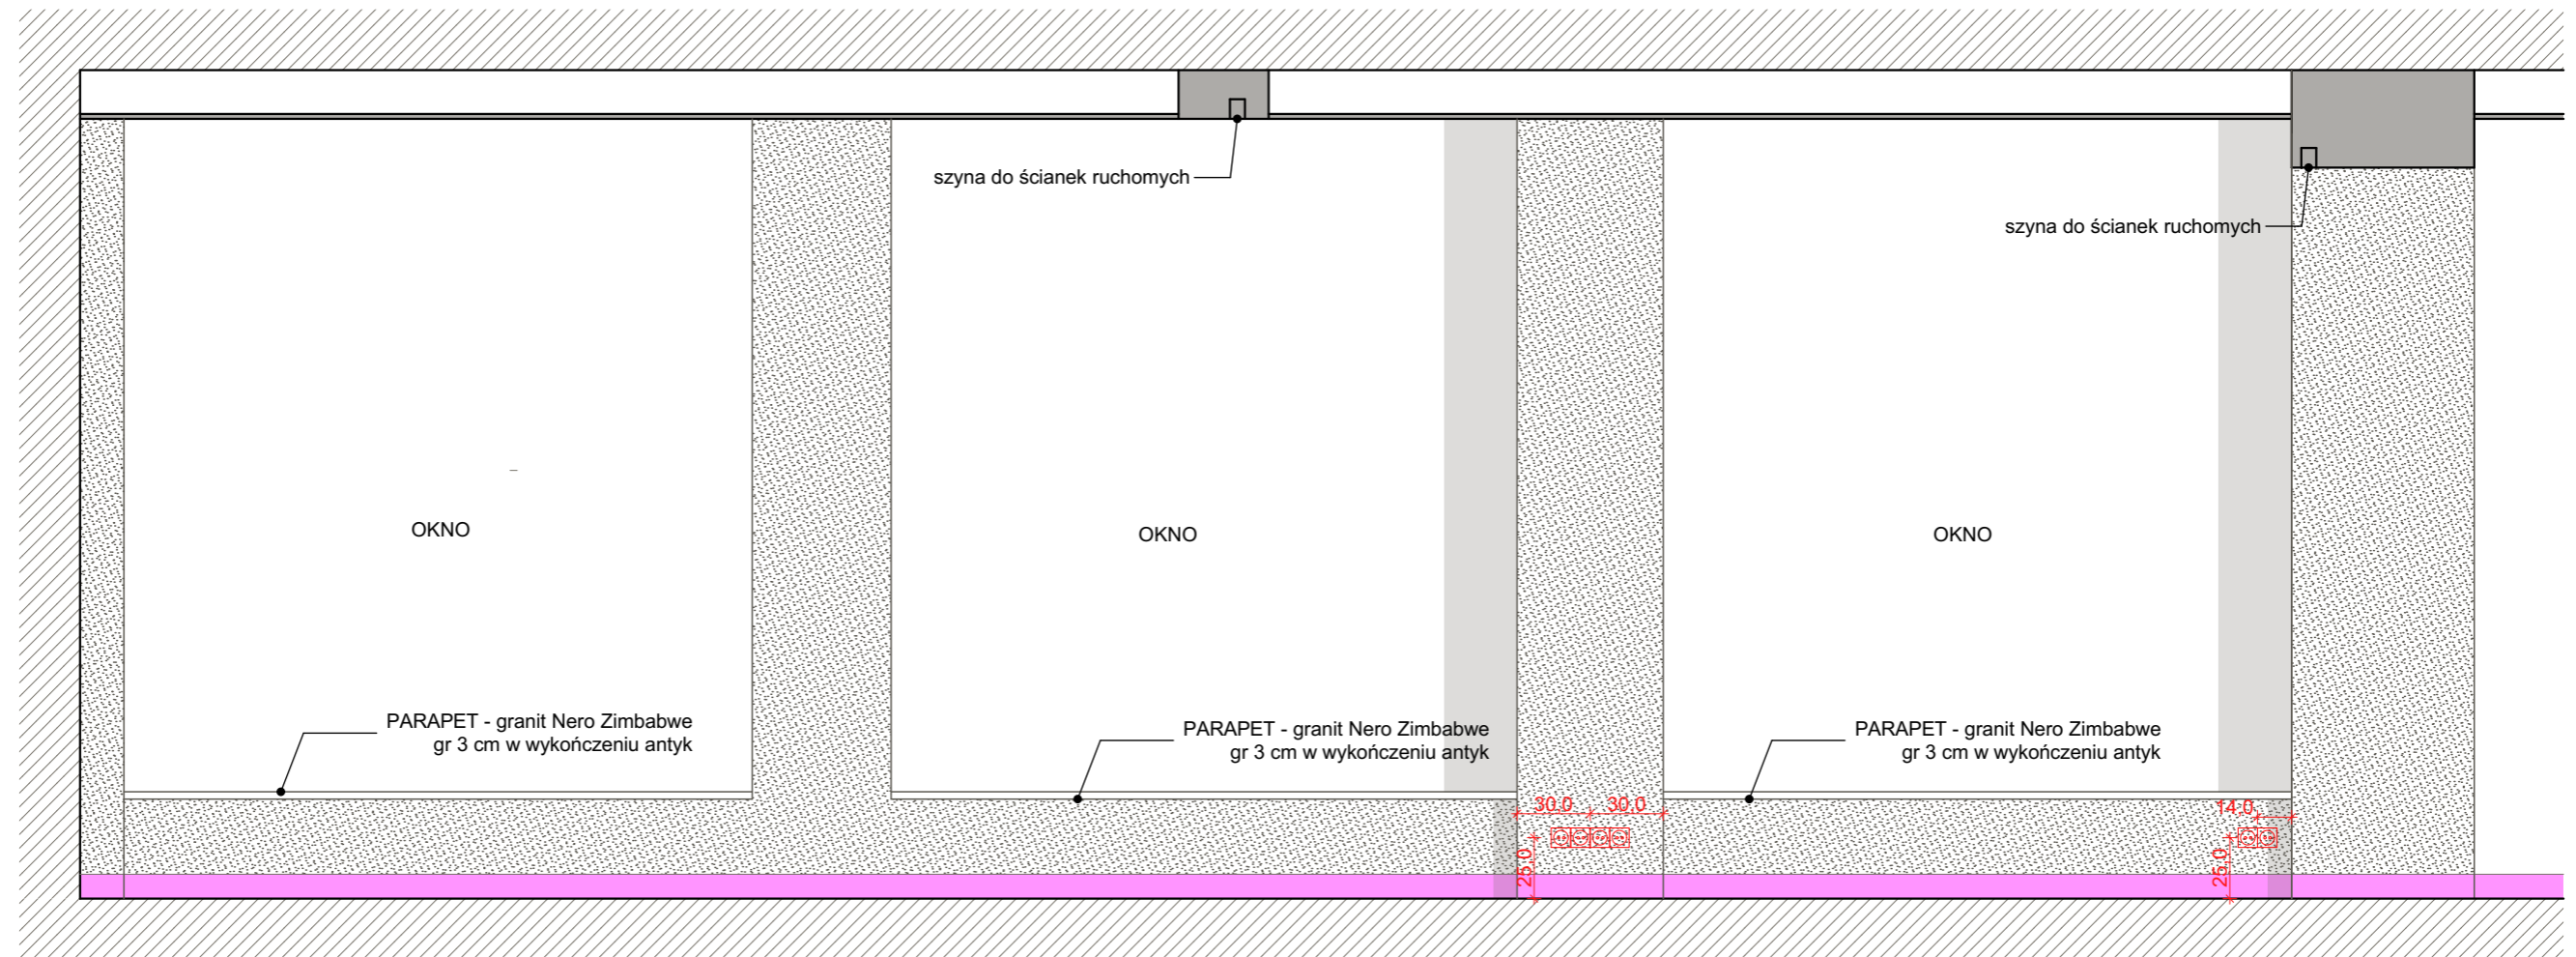 szyna do ścianek ruchomych
szyna do ścianek ruchomych
OKNO
OKNO
OKNO
PARAPET - granit Nero Zimbabwe
gr 3 cm w wykończeniu antyk
PARAPET - granit Nero Zimbabwe
gr 3 cm w wykończeniu antyk
PARAPET - granit Nero Zimbabwe
gr 3 cm w wykończeniu antyk
30,0
30,0
14,0
25,0
25,0